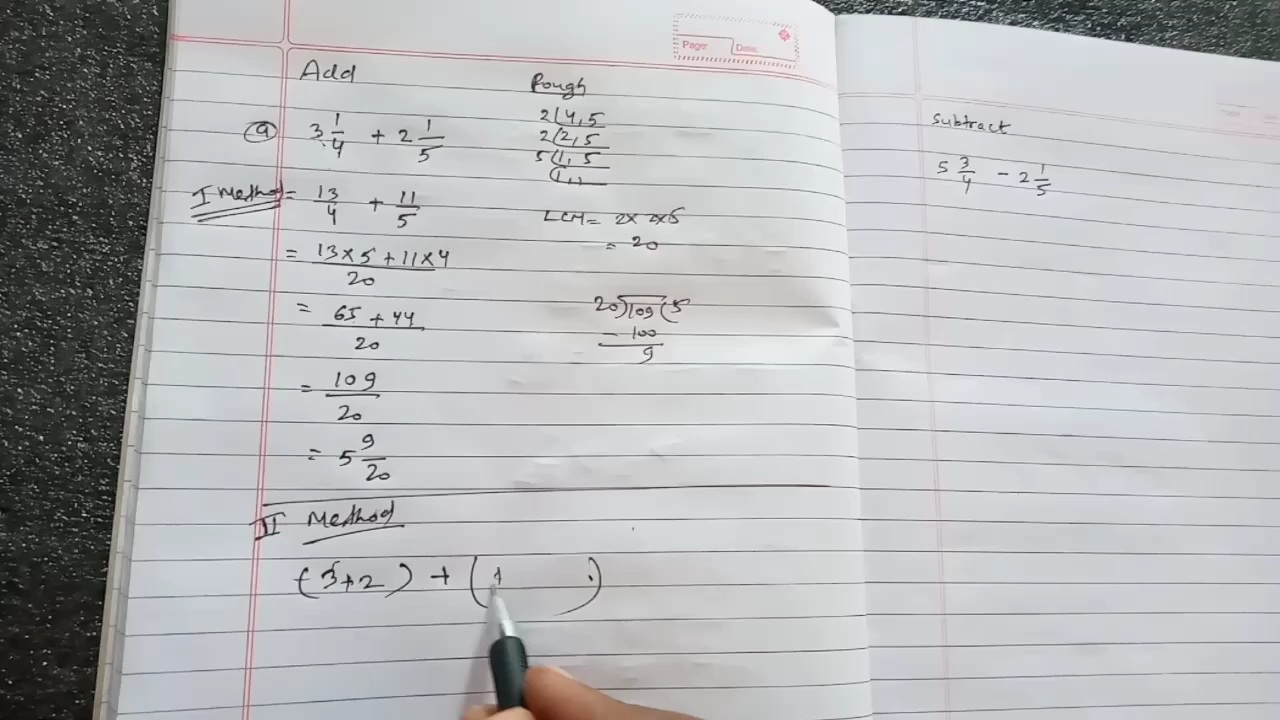 Page: Date:
Add
(a) 3 1/4 + 2 1/5
I Method = 13/4 + 11/5
= 13×5+11×4/20
= 65+44/20
= 109/20
= 5 9/20
Rough
2 4,5
2 2,5
5 1,5
1,1
LCM = 2×2×5
= 20
20)109(5
- 100
9
II Method
(3+2) + (1 )
Subtract
5 3/4 - 2 1/5